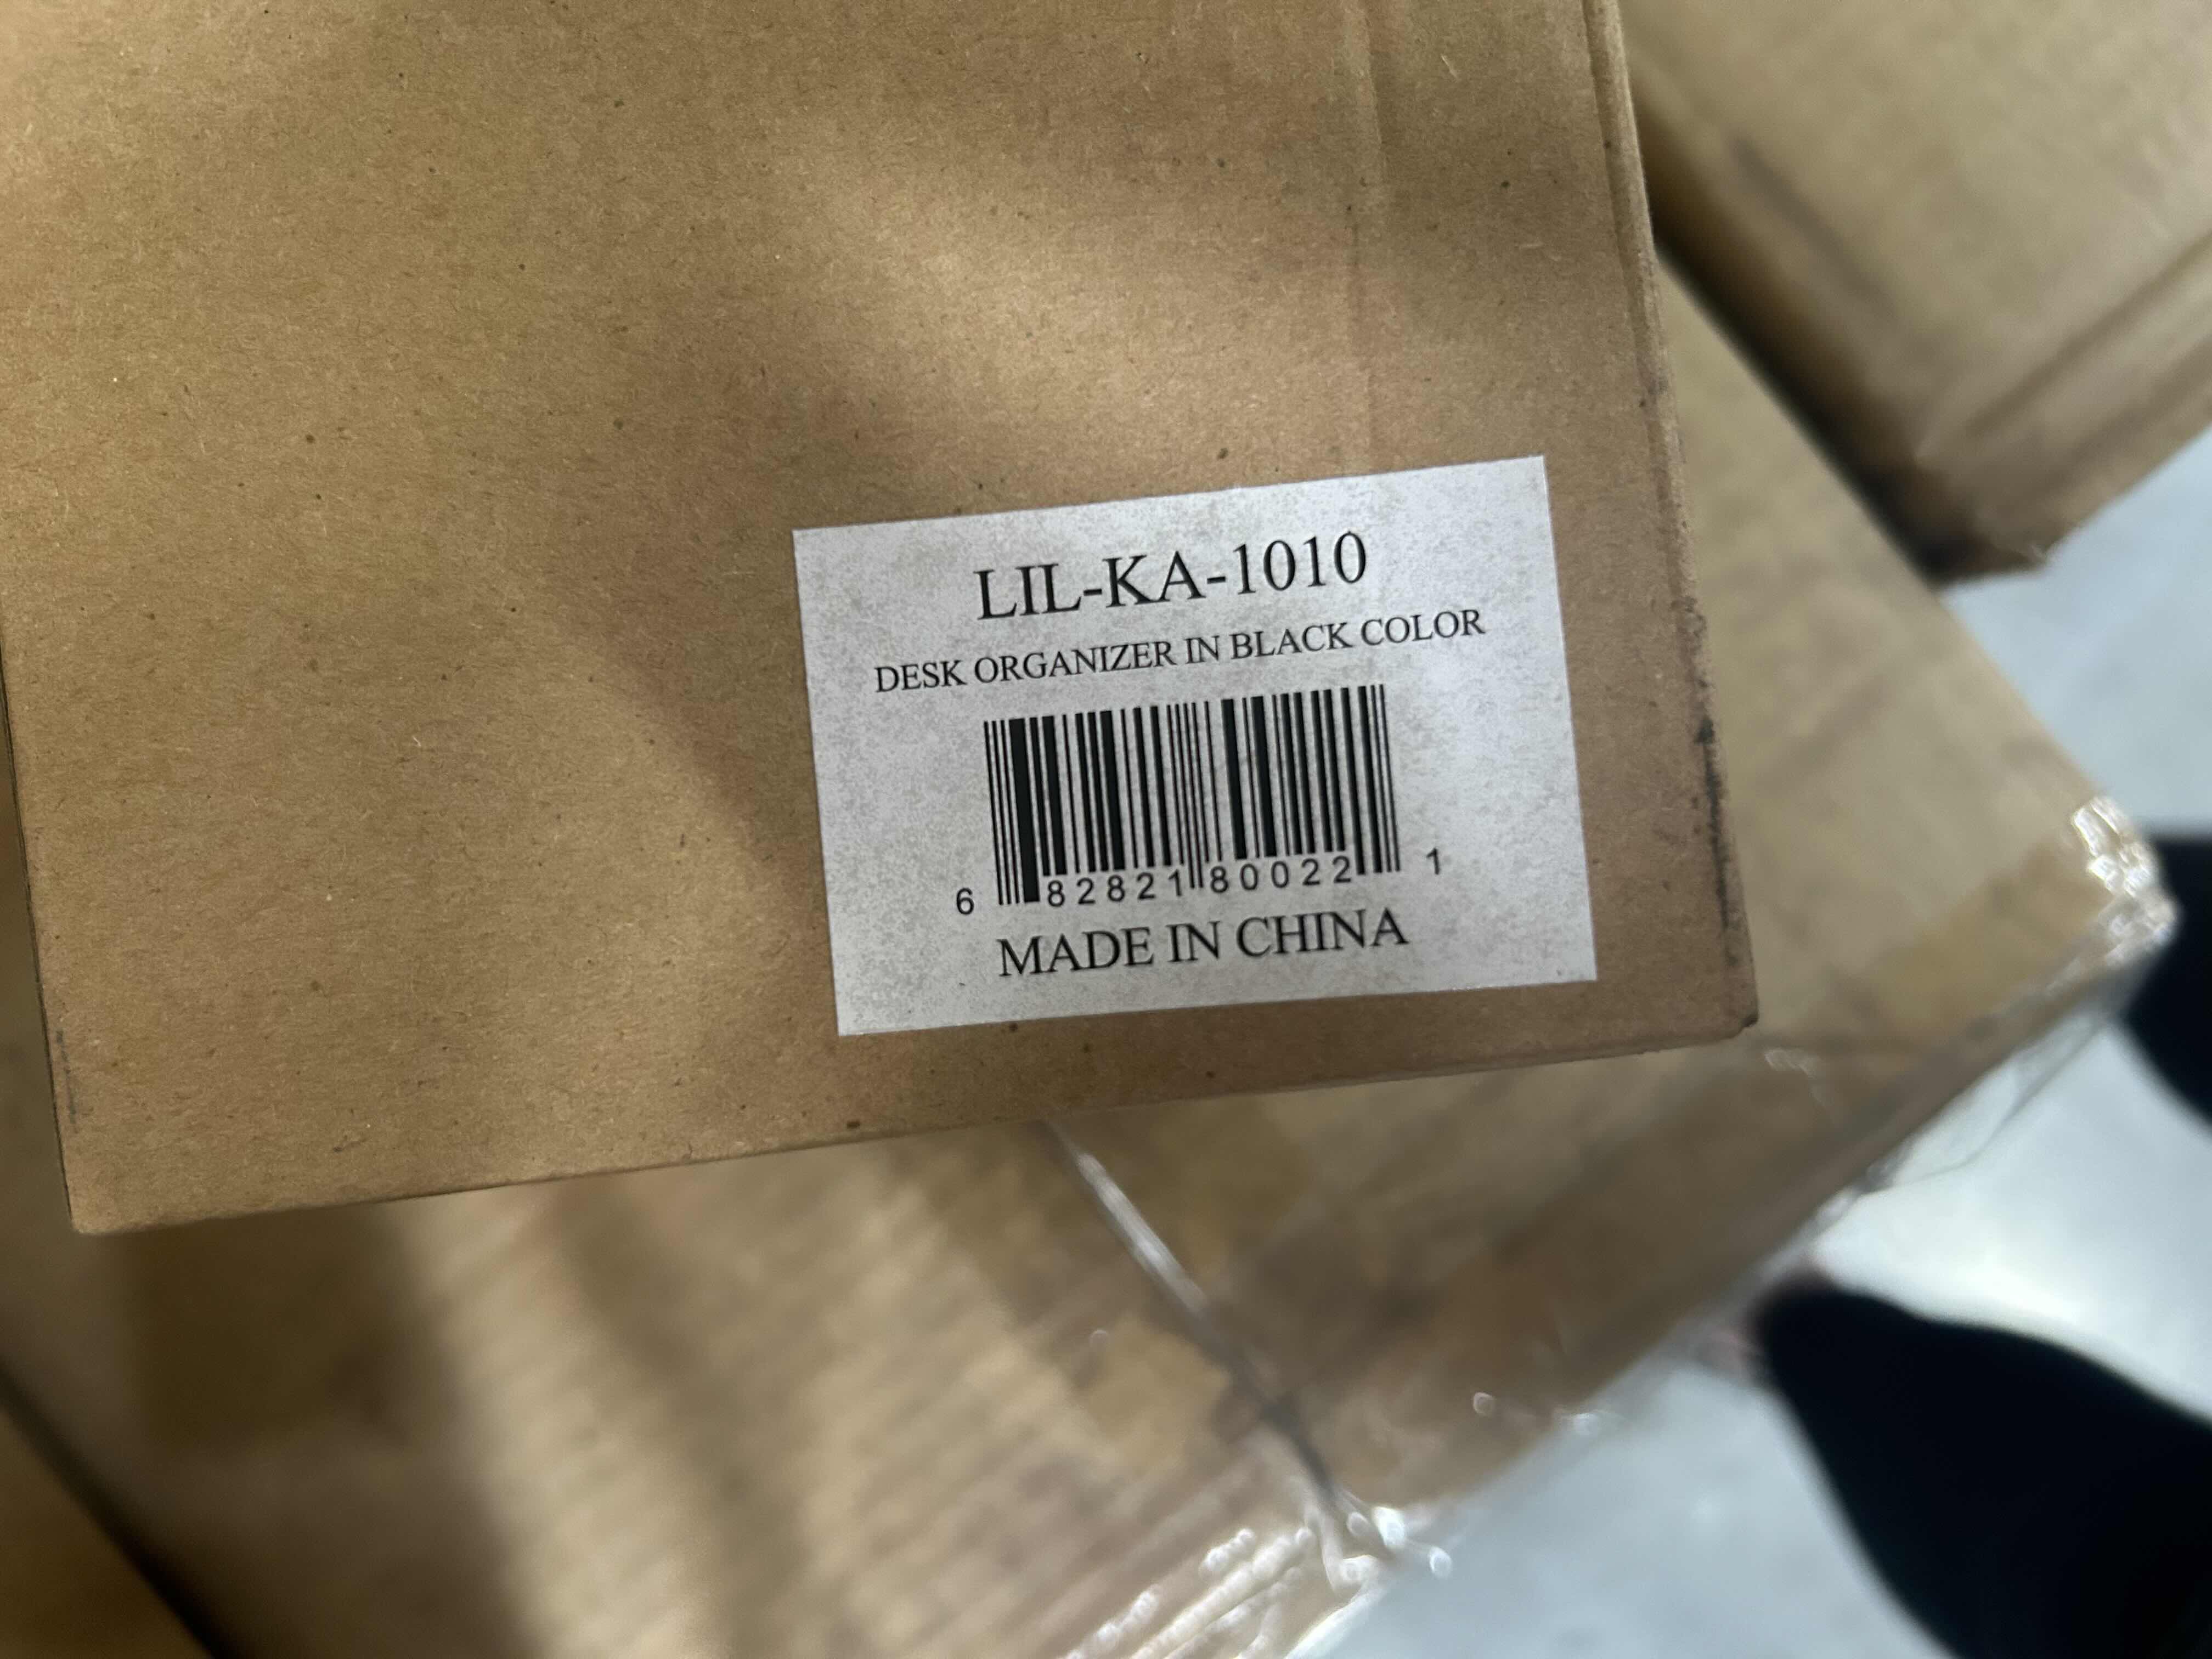 LIL-KA-1010
DESK ORGANIZER IN BLACK COLOR
6 82821 80022 1
MADE IN CHINA